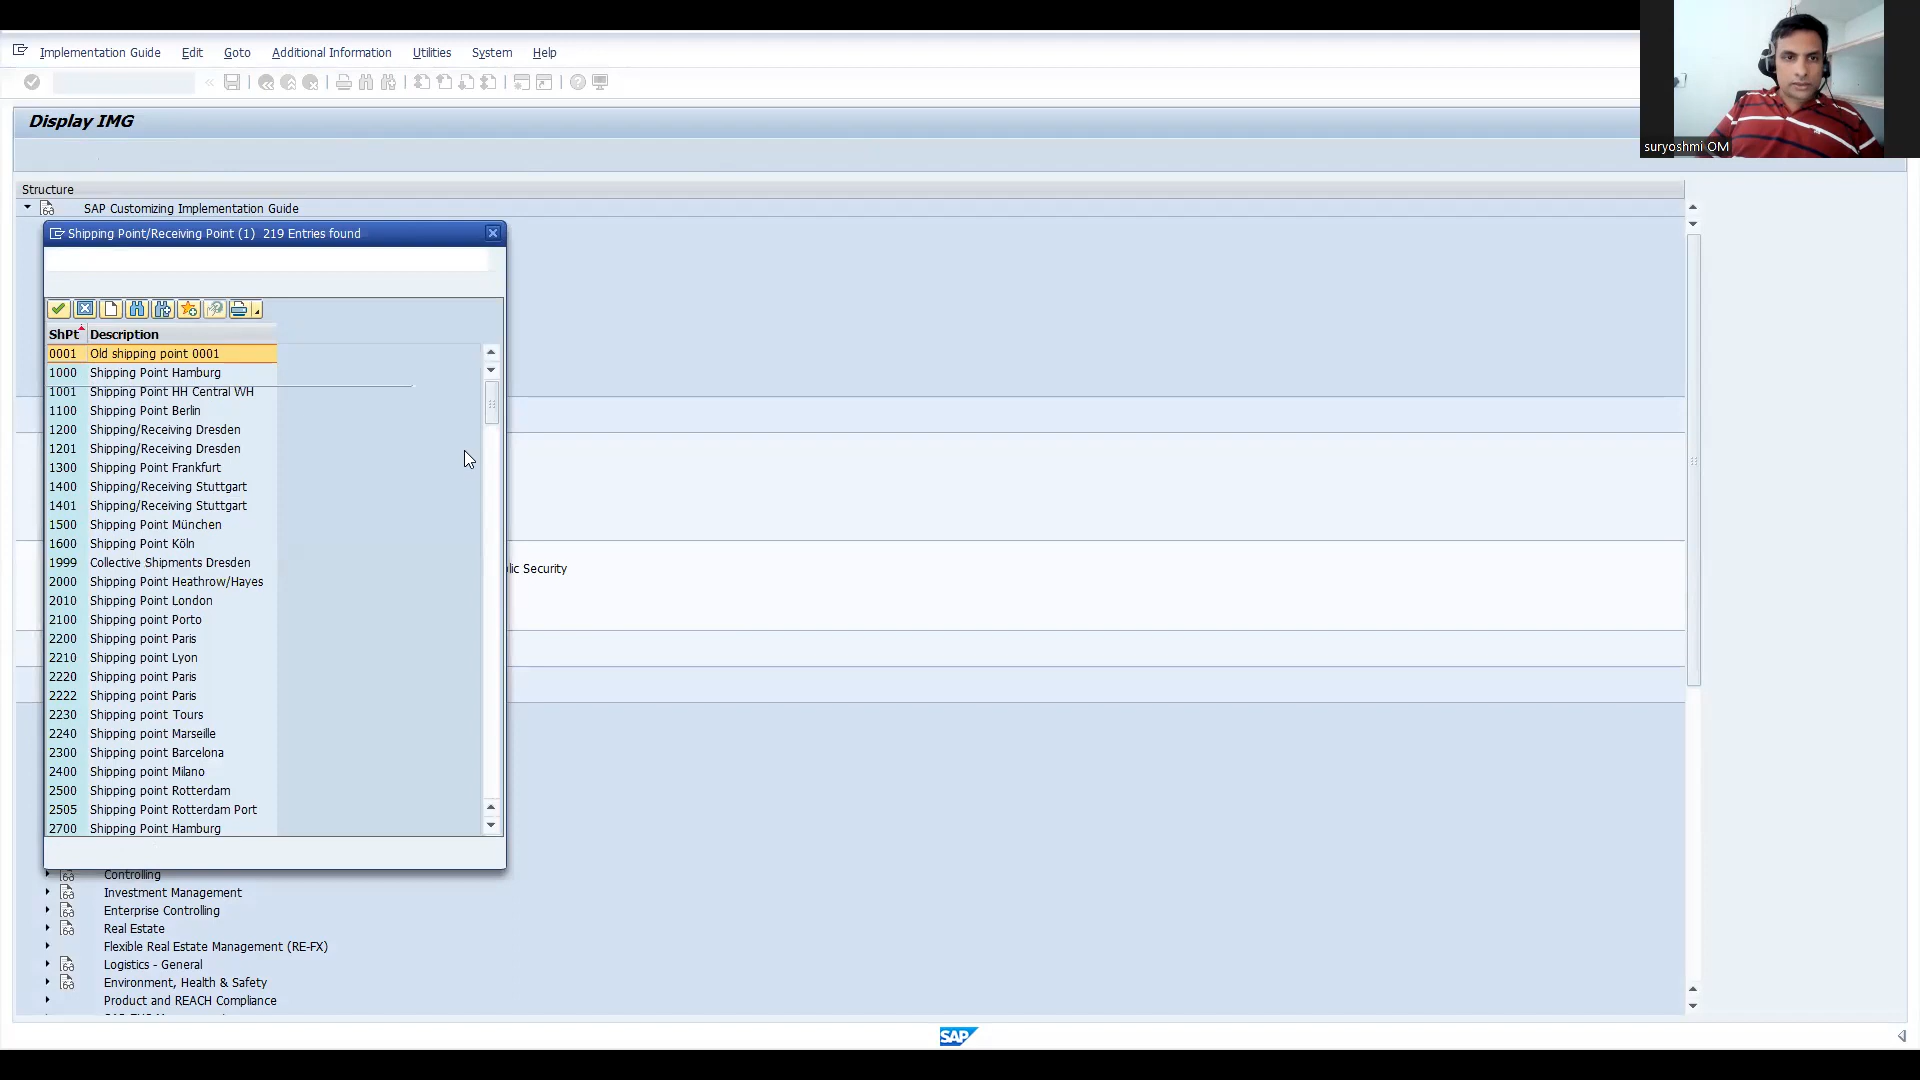 Implementation Guide Edit Goto Additional Information Utilities System Help
suryoshmi OM
Display IMG
Structure
SAP Customizing Implementation Guide
Shipping Point/Receiving Point (1) 219 Entries found
ShPt Description
0001 Old shipping point 0001
1000 Shipping Point Hamburg
1001 Shipping Point HH Central WH
1100 Shipping Point Berlin
1200 Shipping/Receiving Dresden
1201 Shipping/Receiving Dresden
1300 Shipping Point Frankfurt
1400 Shipping/Receiving Stuttgart
1401 Shipping/Receiving Stuttgart
1500 Shipping Point München
1600 Shipping Point Köln
1999 Collective Shipments Dresden
2000 Shipping Point Heathrow/Hayes
2010 Shipping Point London
2100 Shipping point Porto
2200 Shipping point Paris
2210 Shipping point Lyon
2220 Shipping point Paris
2222 Shipping point Paris
2230 Shipping point Tours
2240 Shipping point Marseille
2300 Shipping point Barcelona
2400 Shipping point Milano
2500 Shipping point Rotterdam
2505 Shipping Point Rotterdam Port
2700 Shipping Point Hamburg
lic Security
Controlling
Investment Management
Enterprise Controlling
Real Estate
Flexible Real Estate Management (RE-FX)
Logistics - General
Environment, Health & Safety
Product and REACH Compliance
SAP